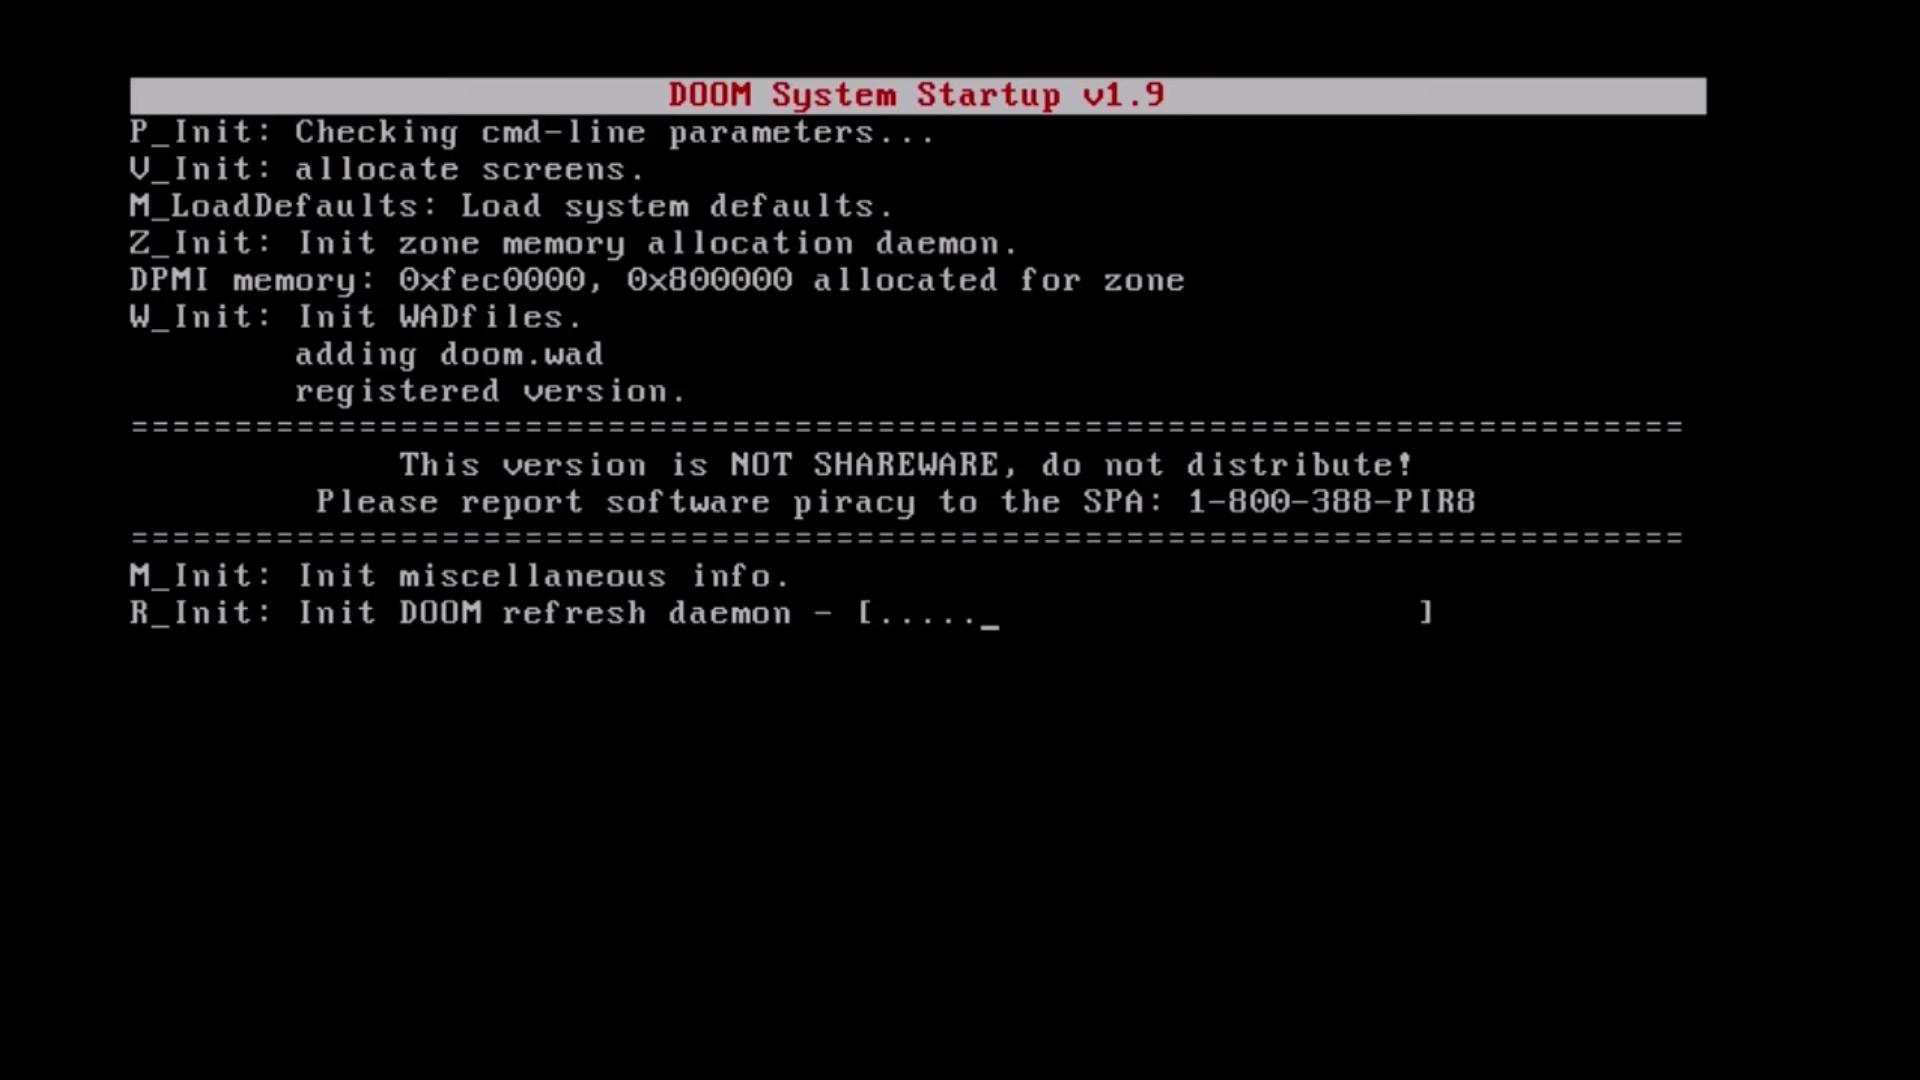 DOOM System Startup v1.9
P_Init: Checking cmd-line parameters...
V_Init: allocate screens.
M_LoadDefaults: Load system defaults.
Z_Init: Init zone memory allocation daemon.
DPMI memory: 0xfec0000, 0x800000 allocated for zone
W_Init: Init WADfiles.
adding doom.wad
registered version.
===========================================================================
This version is NOT SHAREWARE, do not distribute!
Please report software piracy to the SPA: 1-800-388-PIR8
===========================================================================
M_Init: Init miscellaneous info.
R_Init: Init DOOM refresh daemon - [....._                    ]